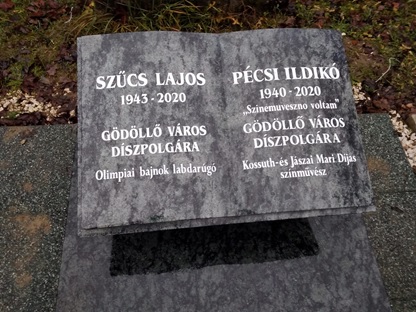 SZŰCS LAJOS
1943 - 2020
GÖDÖLLŐ VÁROS
DÍSZPOLGÁRA
Olimpiai bajnok labdarúgó
PÉCSI ILDIKÓ
1940 - 2020
„Színeművésznő voltam”
GÖDÖLLŐ VÁROS
DÍSZPOLGÁRA
Kossuth-és Jászai Mari Díjas
színművész